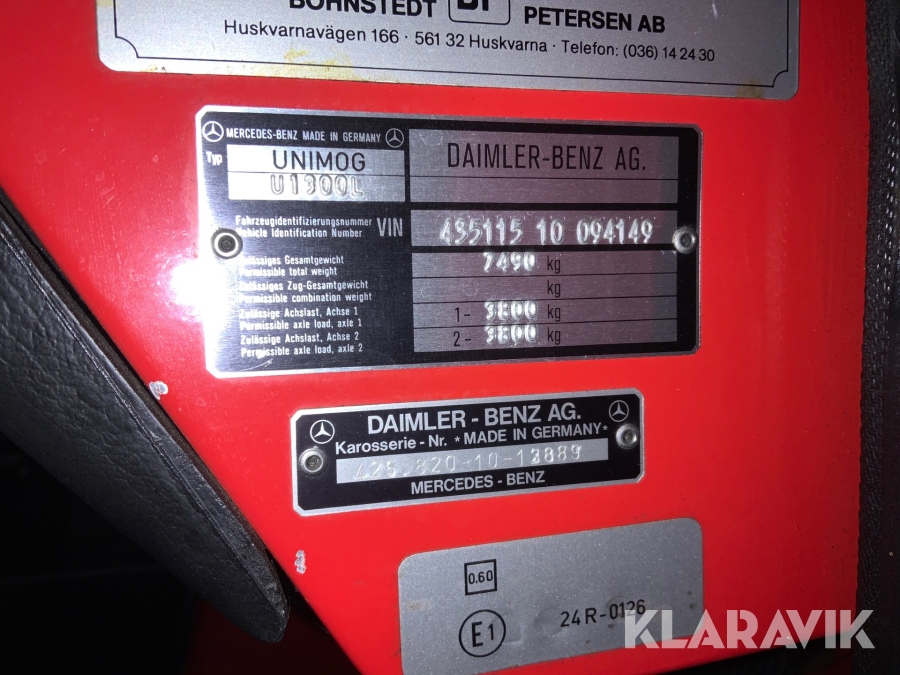 BOHNSTEDT BP PETERSEN AB
Huskvarnavägen 166 · 561 32 Huskvarna · Telefon: (036) 14 24 30
MERCEDES-BENZ MADE IN GERMANY
Typ UNIMOG DAIMLER-BENZ AG.
U1300L
Fahrzeugidentifizierungsnummer
Vehicle Identification Number VIN 435115 10 094149
Zulässiges Gesamtgewicht
Permissible total weight 7490 kg
Zulässiges Zug-Gesamtgewicht
Permissible combination weight kg
Zulässige Achslast, Achse 1
Permissible axle load, axle 1 1- 3800 kg
Zulässige Achslast, Achse 2
Permissible axle load, axle 2 2- 3800 kg
DAIMLER - BENZ AG.
Karosserie - Nr. * MADE IN GERMANY*
425 820-10-13889
MERCEDES - BENZ
0.60
E1 24 R-0126
KLARAVIK